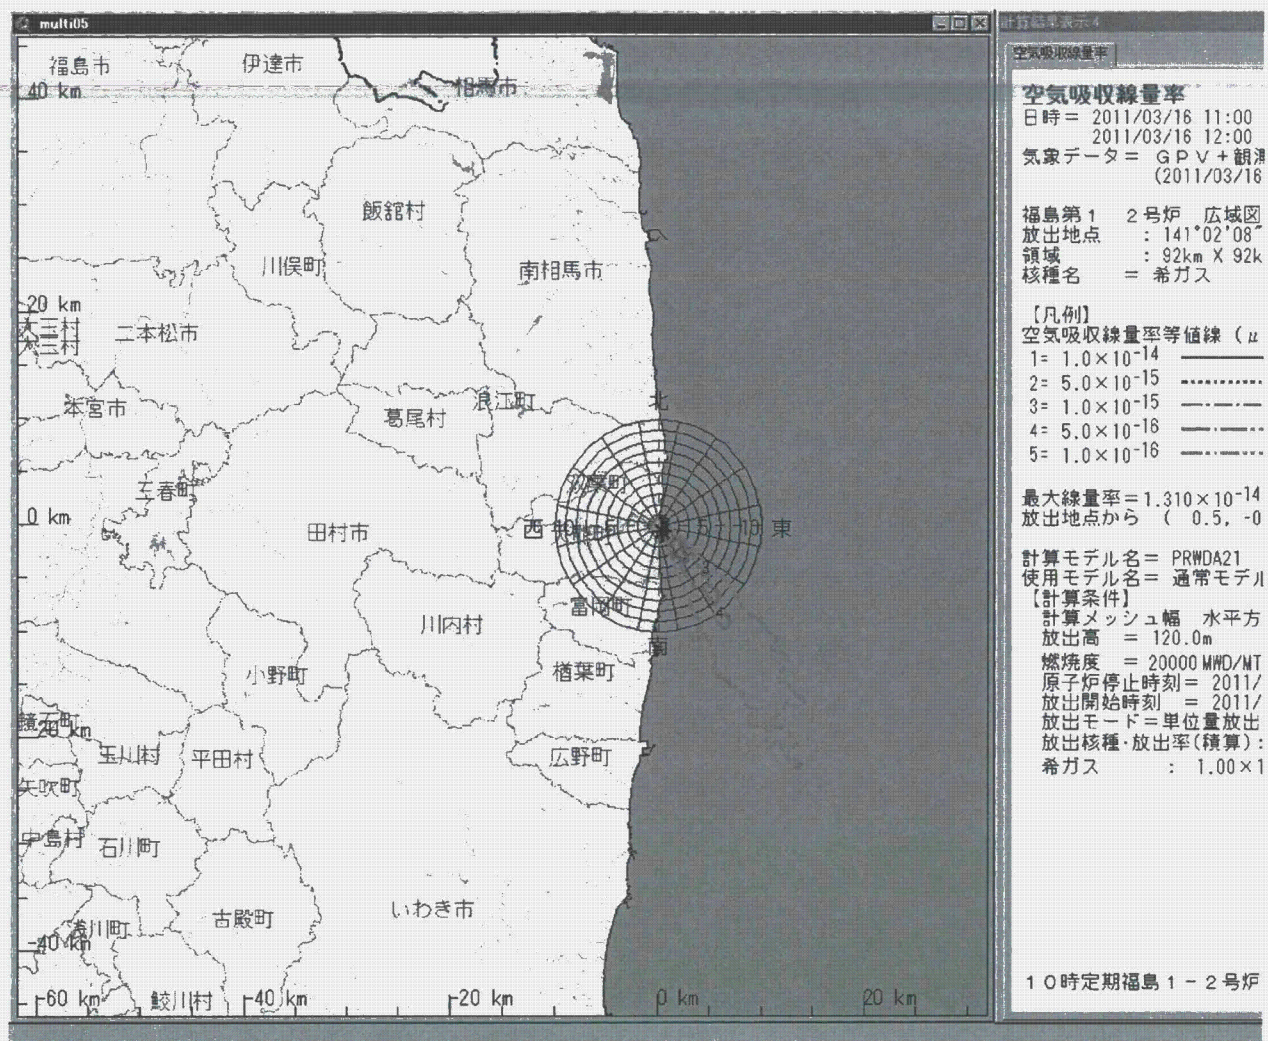 multi05
福島市
伊達市
相馬市
40 km
飯舘村
川俣町
南相馬市
20 km
大玉村
二本松市
本宮市
葛尾村
浪江町
北
双葉町
三春町
0 km
田村市
西
10
5
5
10
東
富岡町
川内村
南
小野町
楢葉町
鏡石町
-20 km
玉川村
平田村
広野町
矢吹町
中島村
石川町
古殿町
いわき市
浅川町
-40 km
-60 km
鮫川村
-40 km
-20 km
0 km
20 km
計算結果表示4
空気吸収線量率
空気吸収線量率
日時= 2011/03/16 11:00
2011/03/16 12:00
気象データ= GPV+観測
(2011/03/16
福島第1 2号炉 広域図
放出地点 : 141°02'08"
領域 : 92km X 92k
核種名 = 希ガス
【凡例】
空気吸収線量率等値線 (μ
1= 1.0×10-14
2= 5.0×10-15
3= 1.0×10-15
4= 5.0×10-16
5= 1.0×10-16
最大線量率=1.310×10-14
放出地点から ( 0.5, -0
計算モデル名= PRWDA21
使用モデル名= 通常モデル
【計算条件】
計算メッシュ幅 水平方
放出高 = 120.0m
燃焼度 = 20000MWD/MT
原子炉停止時刻= 2011/
放出開始時刻 = 2011/
放出モード=単位量放出
放出核種・放出率(積算):
希ガス : 1.00×1
10時定期福島1-2号炉